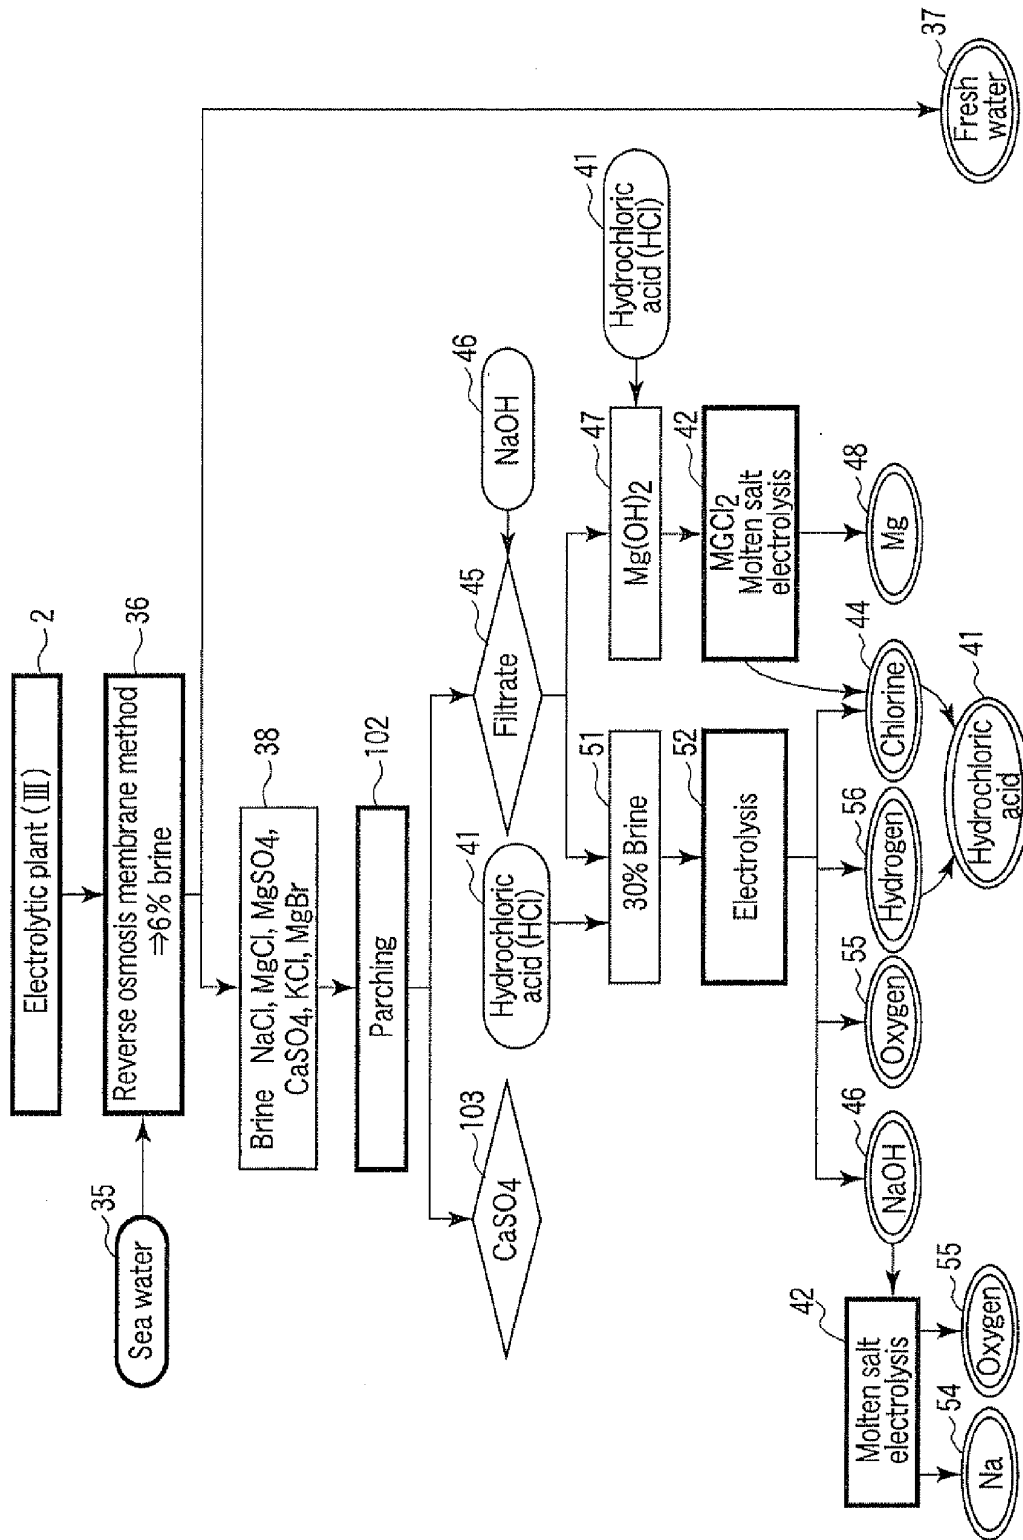 Electrolytic plant (III)
2
Sea water
35
Reverse osmosis membrane method
⇒6% brine
36
Brine NaCl, MgCl, MgSO4,
CaSO4, KCl, MgBr
38
Parching
102
CaSO4
103
Hydrochloric
acid (HCl)
41
Filtrate
45
NaOH
46
30% Brine
51
Mg(OH)2
47
Hydrochloric
acid (HCl)
41
Electrolysis
52
MGCl2
Molten salt
electrolysis
42
NaOH
46
Oxygen
55
Hydrogen
56
Chlorine
44
Mg
48
Molten salt
electrolysis
42
Na
54
Oxygen
55
Hydrochloric
acid
41
Fresh
water
37